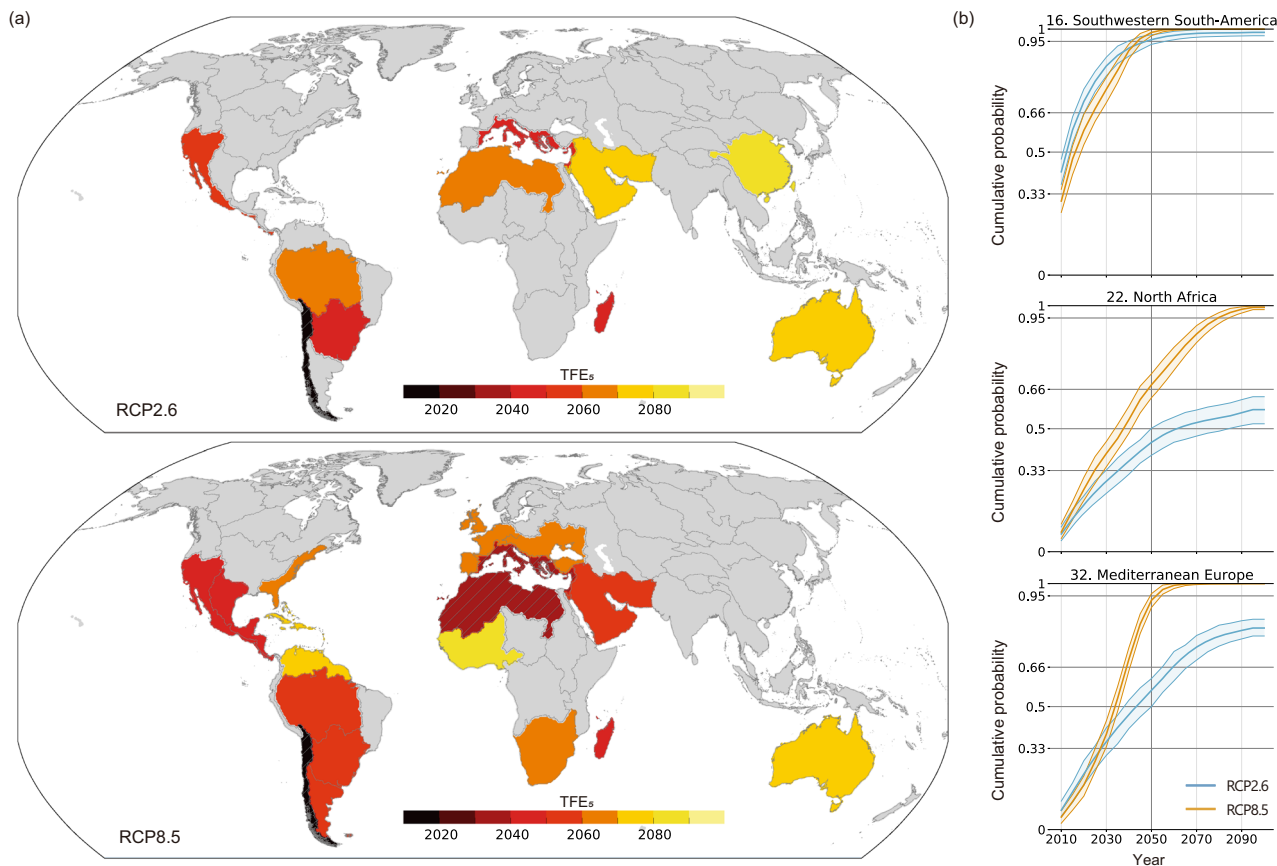 (a)
TFE₅
2020 2040 2060 2080
RCP2.6
TFE₅
2020 2040 2060 2080
RCP8.5
(b)
16. Southwestern South-America
1
0.95
0.66
0.5
0.33
0
Cumulative probability
22. North Africa
1
0.95
0.66
0.5
0.33
0
Cumulative probability
32. Mediterranean Europe
1
0.95
0.66
0.5
0.33
0
Cumulative probability
RCP2.6
RCP8.5
2010 2030 2050 2070 2090
Year